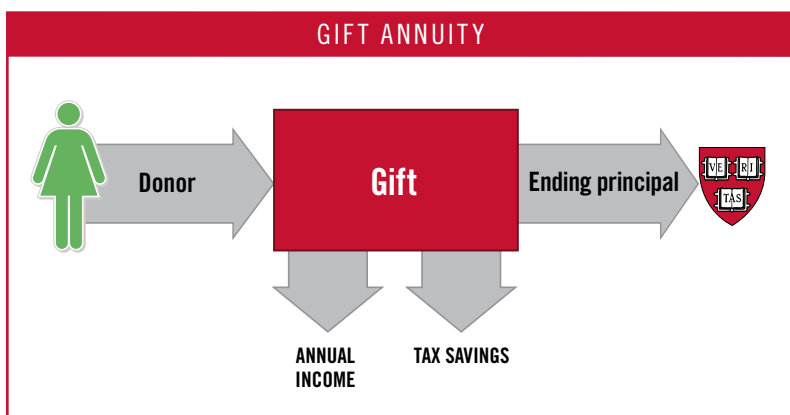 GIFT ANNUITY
Donor
Gift
Ending principal
VE RI
TAS
ANNUAL
INCOME
TAX SAVINGS